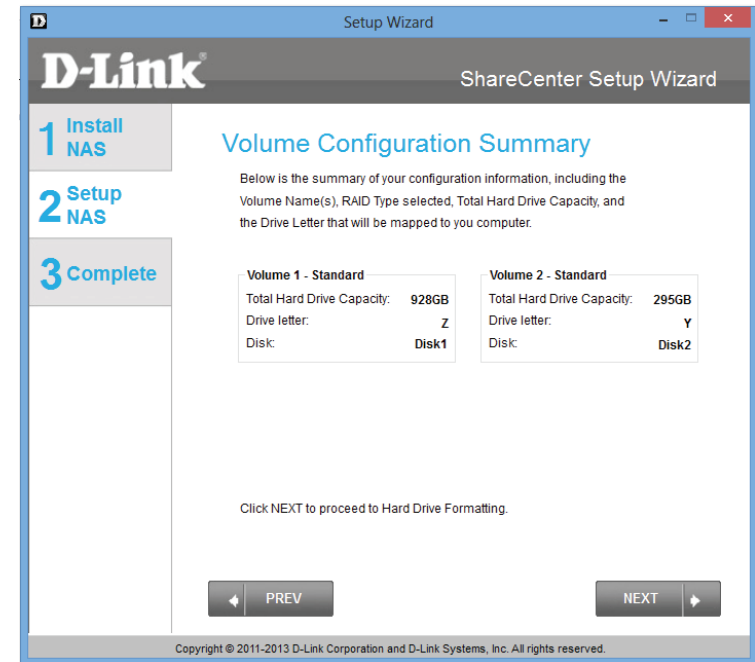 D
Setup Wizard
D-Link®
ShareCenter Setup Wizard
1 Install
NAS
2 Setup
NAS
3 Complete
Volume Configuration Summary
Below is the summary of your configuration information, including the
Volume Name(s), RAID Type selected, Total Hard Drive Capacity, and
the Drive Letter that will be mapped to you computer.
Volume 1 - Standard
Total Hard Drive Capacity: 928GB
Drive letter: Z
Disk: Disk1
Volume 2 - Standard
Total Hard Drive Capacity: 295GB
Drive letter: Y
Disk: Disk2
Click NEXT to proceed to Hard Drive Formatting.
PREV
NEXT
Copyright © 2011-2013 D-Link Corporation and D-Link Systems, Inc. All rights reserved.